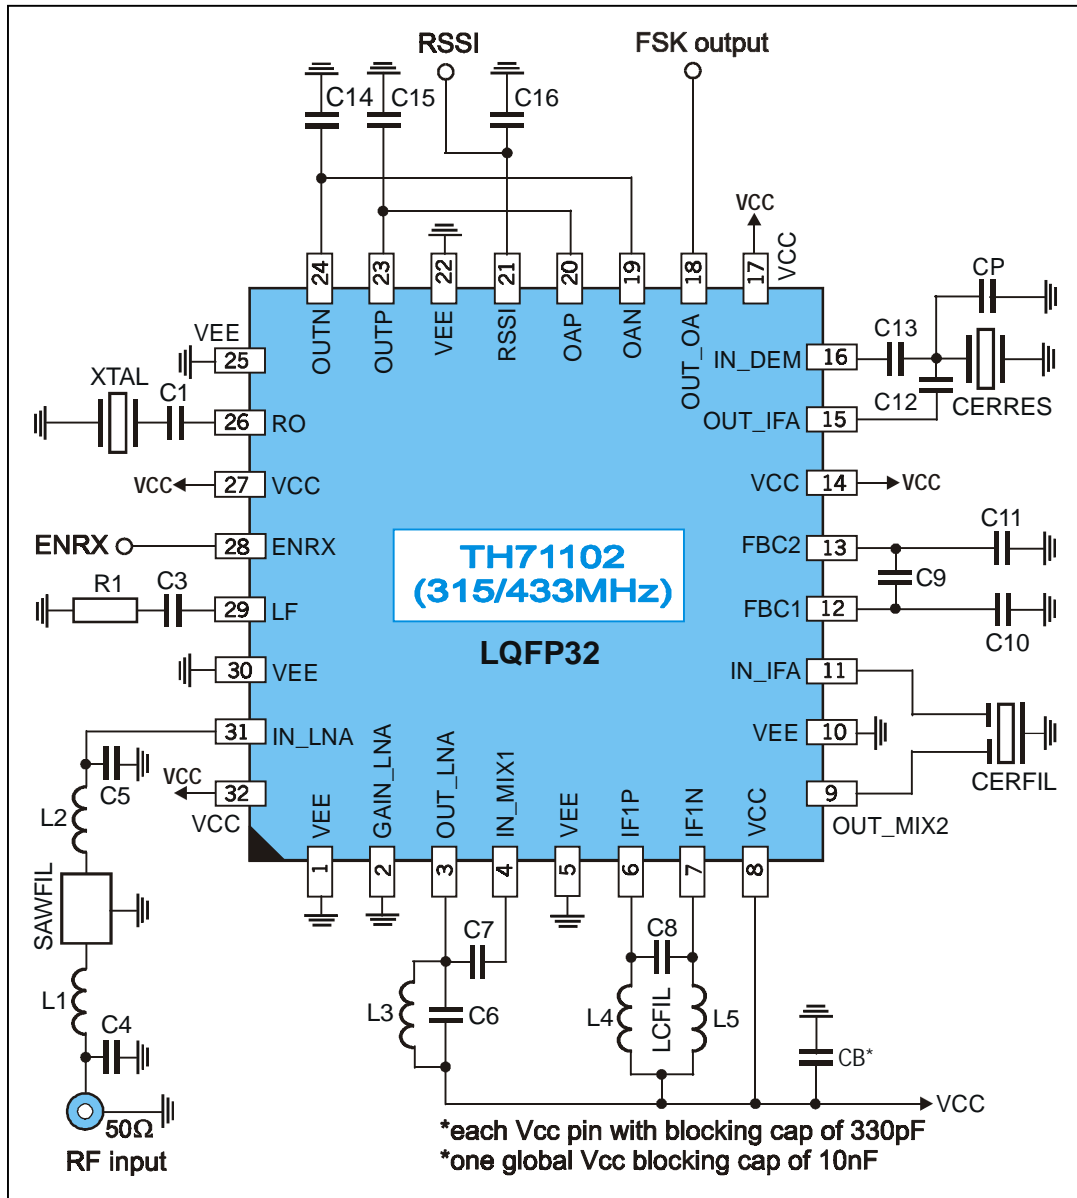 RSSI
FSK output
C14
C15
C16
VCC
VCC
24
23
22
21
20
19
18
17
OUTN
OUTP
VEE
RSSI
OAP
OAN
OUT_OA
CP
VEE
25
C13
16
IN_DEM
XTAL
C1
26
RO
C12
CERRES
OUT_IFA
15
VCC
27
VCC
VCC
14
VCC
ENRX
28
ENRX
TH71102
(315/433MHz)
FBC2
13
C11
C9
R1
C3
29
LF
FBC1
12
C10
LQFP32
30
VEE
IN_IFA
11
31
IN_LNA
VEE
10
C5
VCC
32
VCC
9
CERFIL
OUT_MIX2
L2
VEE
GAIN_LNA
OUT_LNA
IN_MIX1
VEE
IF1P
IF1N
VCC
1
2
3
4
5
6
7
8
SAWFIL
C7
C8
L1
L3
C6
L4
LCFIL
L5
C4
CB*
VCC
50Ω
RF input
*each Vcc pin with blocking cap of 330pF
*one global Vcc blocking cap of 10nF